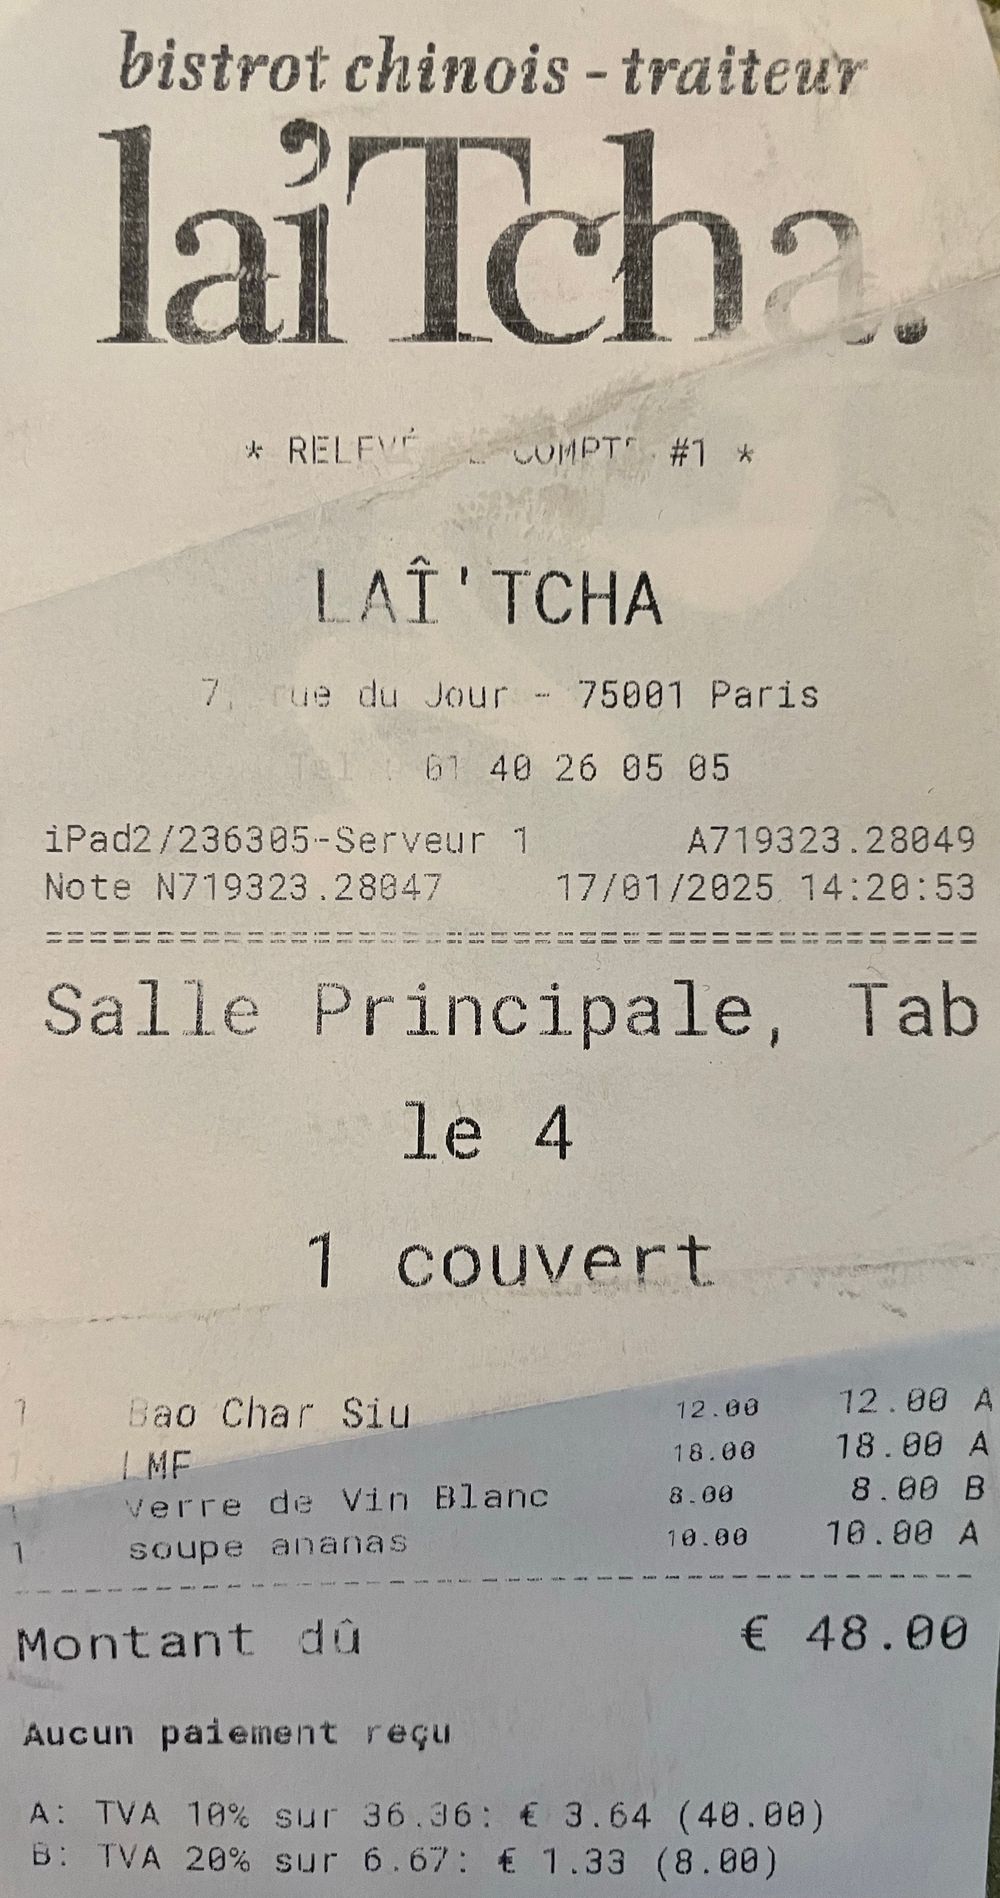 bistrot chinois - traiteur
laï'Tcha.
* RELEVÉ COMPTE #1 *
LAÎ'TCHA
7, rue du Jour - 75001 Paris
Tel : 01 40 26 05 05
iPad2/236305-Serveur 1 A719323.28049
Note N719323.28047 17/01/2025 14:20:53
================================================
Salle Principale, Tab
le 4
1 couvert
1 Bao Char Siu 12.00 12.00 A
1 LMF 18.00 18.00 A
1 Verre de Vin Blanc 8.00 8.00 B
1 soupe ananas 10.00 10.00 A
------------------------------------------------
Montant dû € 48.00
Aucun paiement reçu
A: TVA 10% sur 36.36: € 3.64 (40.00)
B: TVA 20% sur 6.67: € 1.33 (8.00)